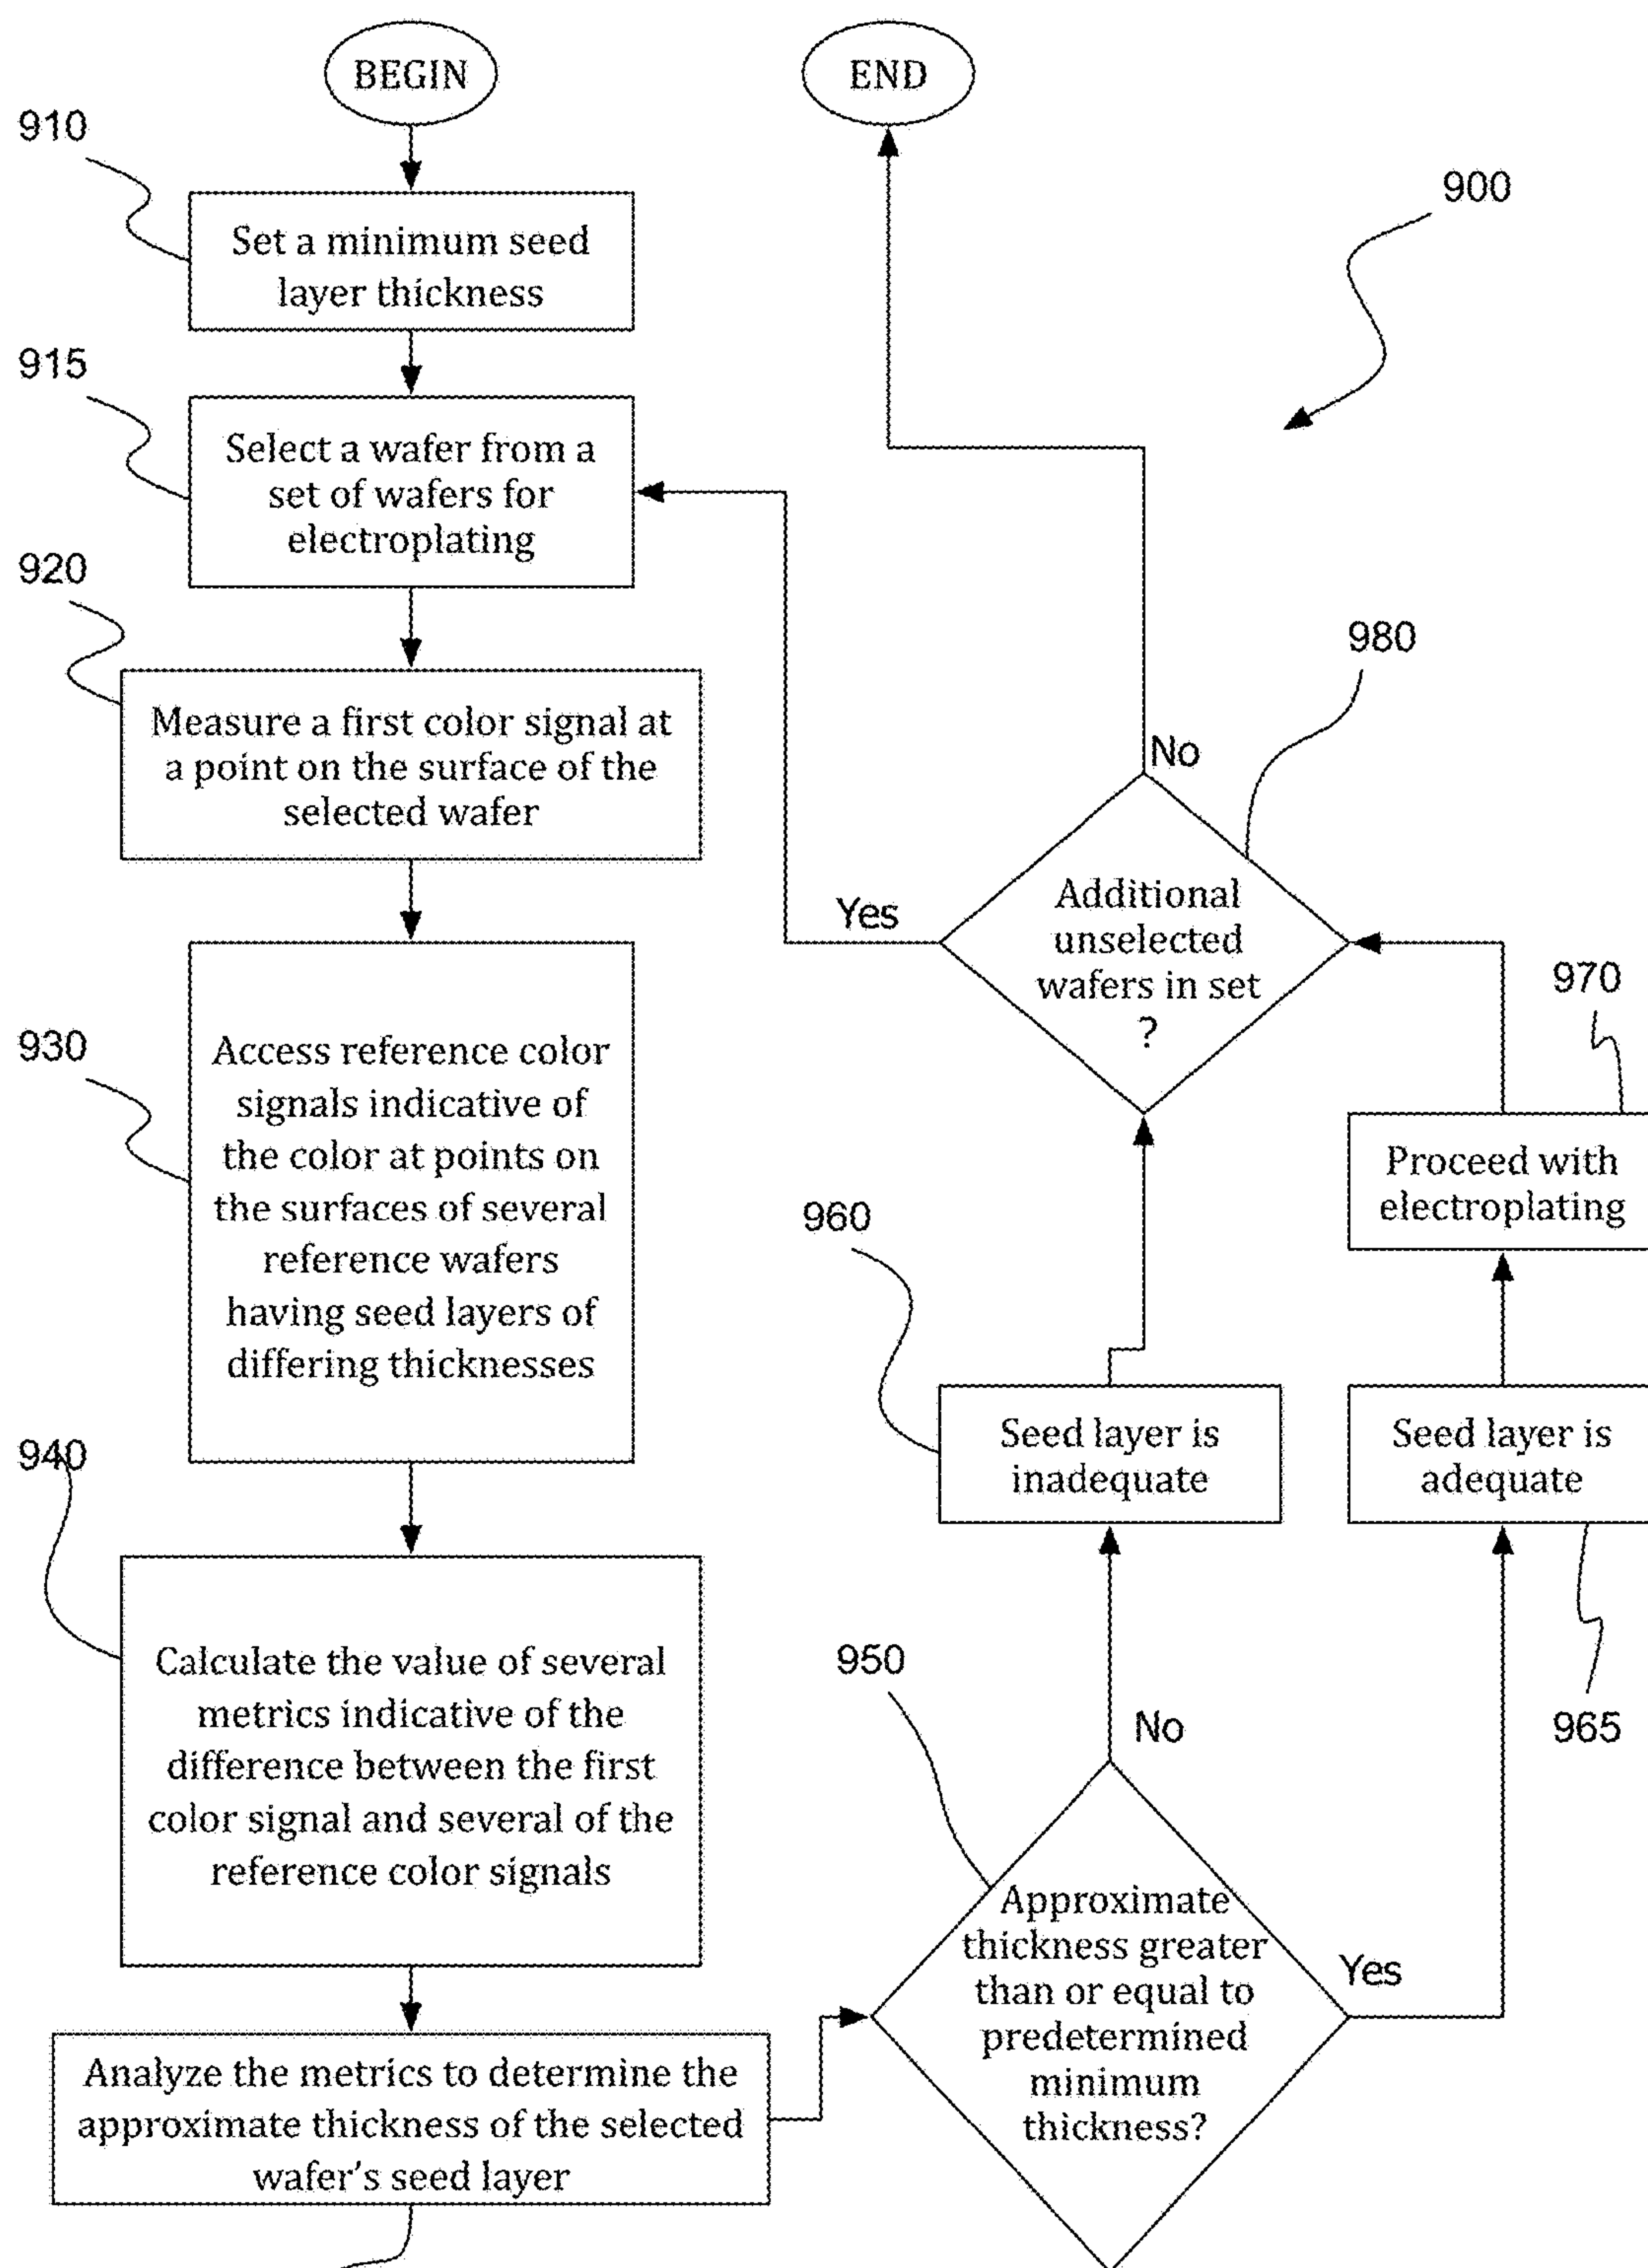 BEGIN
910
Set a minimum seed
layer thickness
915
Select a wafer from a
set of wafers for
electroplating
920
Measure a first color signal at
a point on the surface of the
selected wafer
930
Access reference color
signals indicative of
the color at points on
the surfaces of several
reference wafers
having seed layers of
differing thicknesses
940
Calculate the value of several
metrics indicative of the
difference between the first
color signal and several of the
reference color signals
Analyze the metrics to determine the
approximate thickness of the selected
wafer's seed layer
END
900
980
No
Yes
Additional
unselected
wafers in set
?
970
Proceed with
electroplating
960
Seed layer is
inadequate
Seed layer is
adequate
965
950
No
Approximate
thickness greater
than or equal to
predetermined
minimum
thickness?
Yes